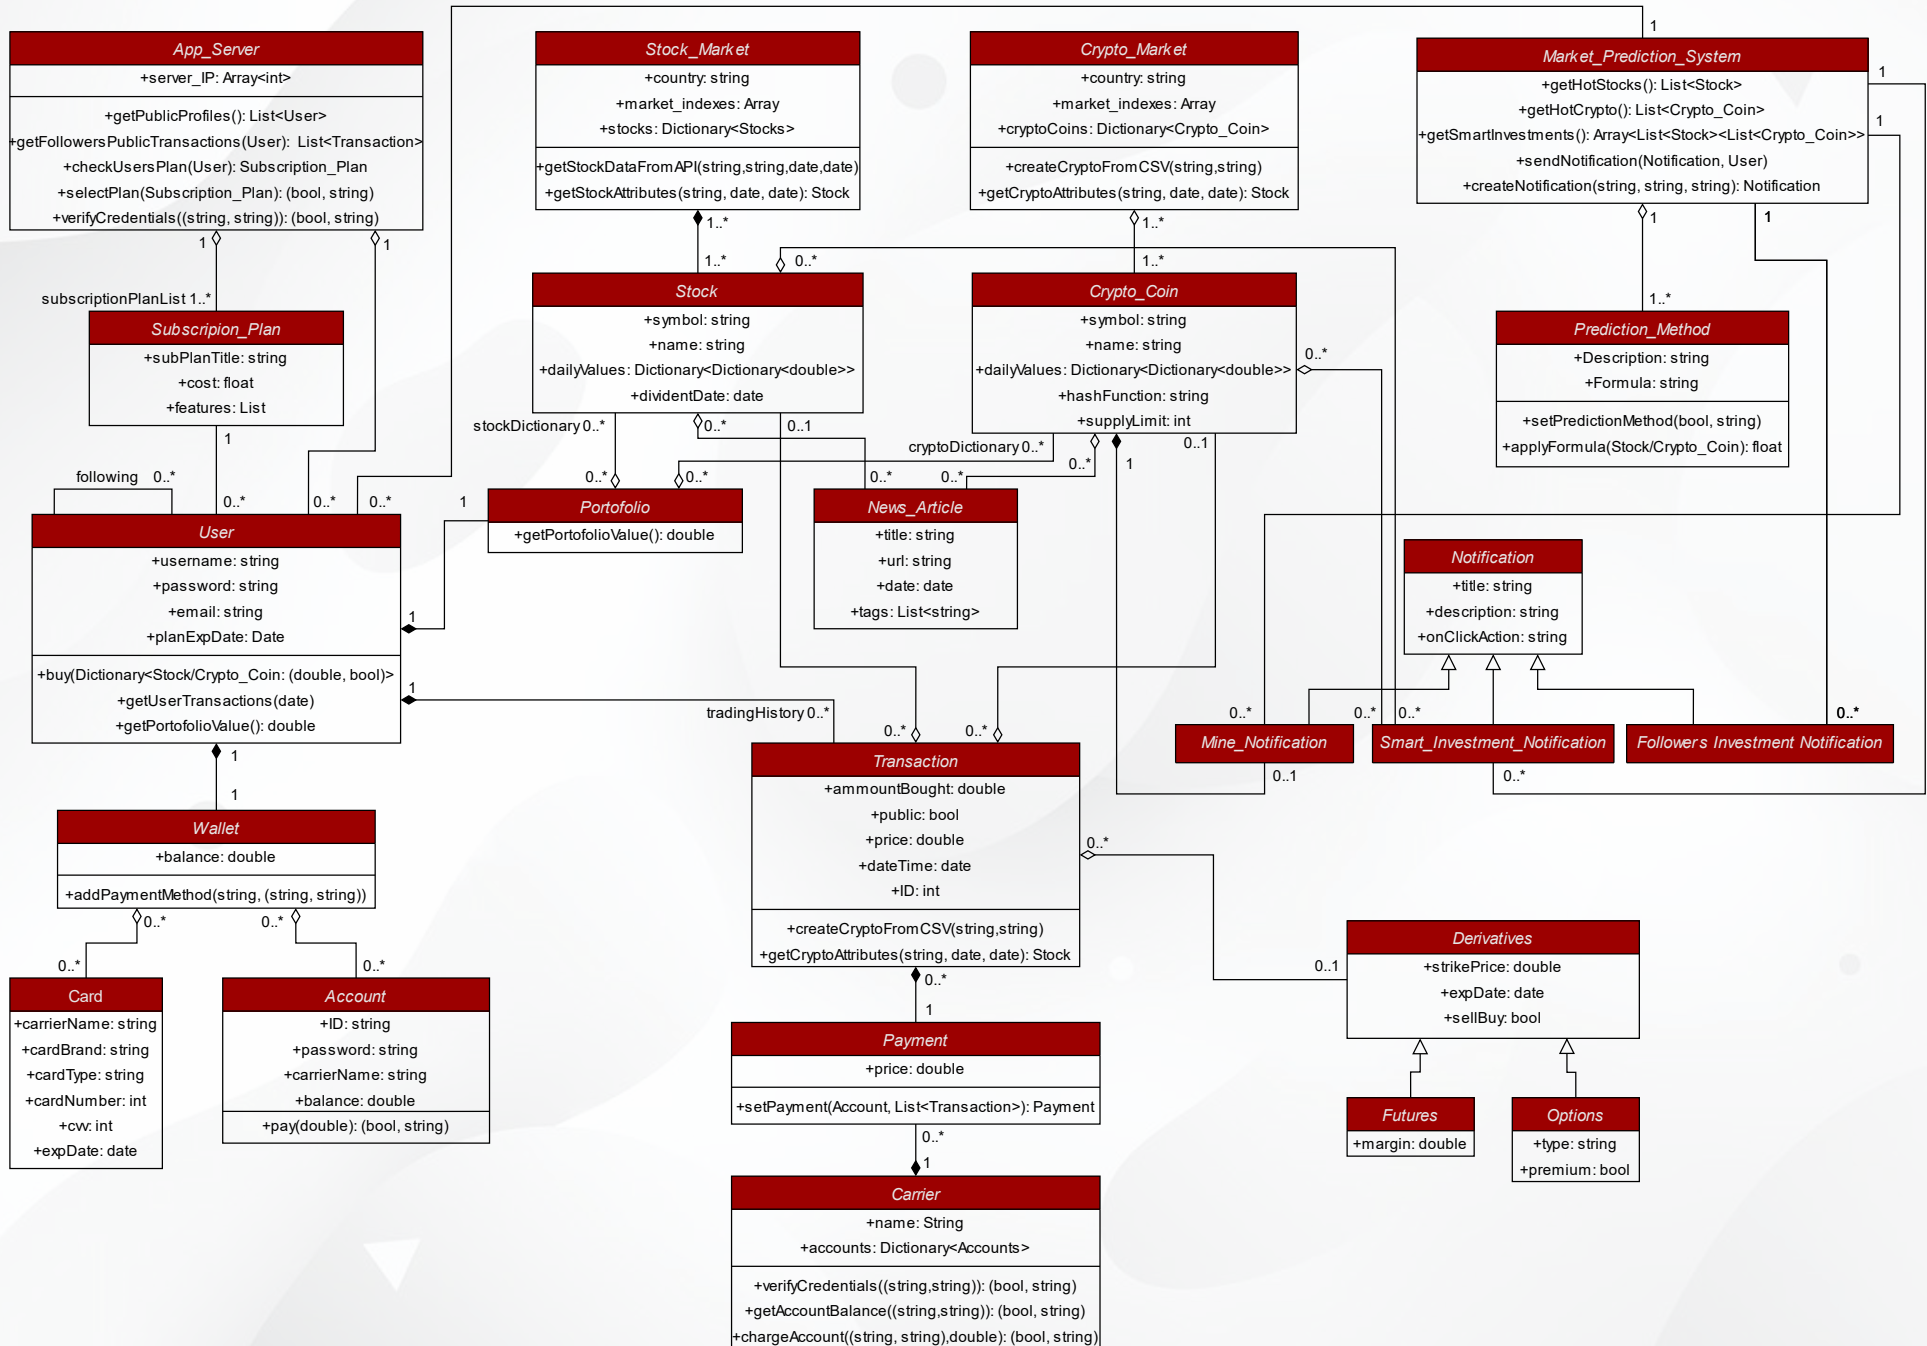 App_Server
+server_IP: Array<int>
+getPublicProfiles(): List<User>
+getFollowersPublicTransactions(User): List<Transaction>
+checkUsersPlan(User): Subscription_Plan
+selectPlan(Subscription_Plan): (bool, string)
+verifyCredentials((string, string)): (bool, string)
1
1
subscriptionPlanList 1..*
Stock_Market
+country: string
+market_indexes: Array
+stocks: Dictionary<Stocks>
+getStockDataFromAPI(string,string,date,date)
+getStockAttributes(string, date, date): Stock
1..*
1..*
Crypto_Market
+country: string
+market_indexes: Array
+cryptoCoins: Dictionary<Crypto_Coin>
+createCryptoFromCSV(string,string)
+getCryptoAttributes(string, date, date): Stock
1..*
1..*
1
Market_Prediction_System
+getHotStocks(): List<Stock>
+getHotCrypto(): List<Crypto_Coin>
+getSmartInvestments(): Array<List<Stock><List<Crypto_Coin>>
+sendNotification(Notification, User)
+createNotification(string, string, string): Notification
1
1
1
1
1..*
Subscripion_Plan
+subPlanTitle: string
+cost: float
+features: List
1
0..*
0..*
0..*
Stock
+symbol: string
+name: string
+dailyValues: Dictionary<Dictionary<double>>
+dividentDate: date
0..*
stockDictionary 0..*
0..*
0..1
Crypto_Coin
+symbol: string
+name: string
+dailyValues: Dictionary<Dictionary<double>>
+hashFunction: string
+supplyLimit: int
0..*
cryptoDictionary 0..*
0..*
1
0..1
Prediction_Method
+Description: string
+Formula: string
+setPredictionMethod(bool, string)
+applyFormula(Stock/Crypto_Coin): float
following
0..*
User
+username: string
+password: string
+email: string
+planExpDate: Date
+buy(Dictionary<Stock/Crypto_Coin: (double, bool)>
+getUserTransactions(date)
+getPortofolioValue(): double
1
1
1
1
1
0..*
0..*
Portofolio
+getPortofolioValue(): double
0..*
0..*
News_Article
+title: string
+url: string
+date: date
+tags: List<string>
Notification
+title: string
+description: string
+onClickAction: string
0..*
0..*
0..*
0..*
Mine_Notification
Smart_Investment_Notification
Followers Investment Notification
0..1
0..*
tradingHistory 0..*
0..*
0..*
Transaction
+ammountBought: double
+public: bool
+price: double
+dateTime: date
+ID: int
+createCryptoFromCSV(string,string)
+getCryptoAttributes(string, date, date): Stock
0..*
0..*
1
Wallet
+balance: double
+addPaymentMethod(string, (string, string))
0..*
0..*
0..*
0..*
Card
+carrierName: string
+cardBrand: string
+cardType: string
+cardNumber: int
+cvv: int
+expDate: date
Account
+ID: string
+password: string
+carrierName: string
+balance: double
+pay(double): (bool, string)
Payment
+price: double
+setPayment(Account, List<Transaction>): Payment
0..*
1
Carrier
+name: String
+accounts: Dictionary<Accounts>
+verifyCredentials((string,string)): (bool, string)
+getAccountBalance((string,string)): (bool, string)
+chargeAccount((string, string),double): (bool, string)
0..1
Derivatives
+strikePrice: double
+expDate: date
+sellBuy: bool
Futures
+margin: double
Options
+type: string
+premium: bool